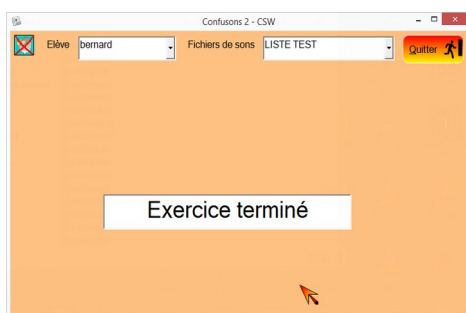 Confusons 2 - CSW
Elève bernard Fichiers de sons LISTE TEST Quitter
Exercice terminé